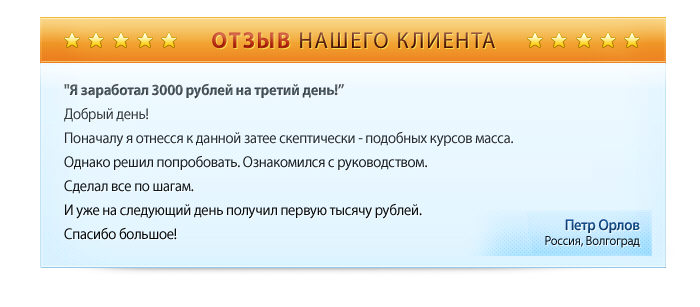 ОТЗЫВ НАШЕГО КЛИЕНТА
"Я заработал 3000 рублей на третий день!”
Добрый день!
Поначалу я отнесся к данной затее скептически - подобных курсов масса.
Однако решил попробовать. Ознакомился с руководством.
Сделал все по шагам.
И уже на следующий день получил первую тысячу рублей.
Спасибо большое!
Петр Орлов
Россия, Волгоград